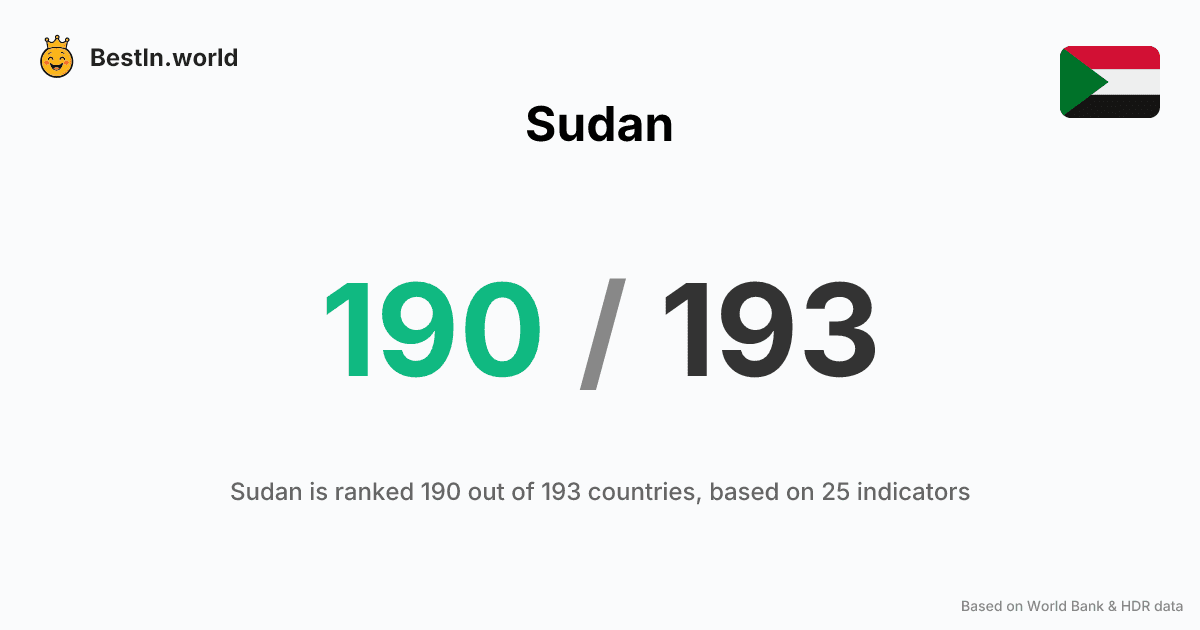 BestIn.world
Sudan
190 / 193
Sudan is ranked 190 out of 193 countries, based on 25 indicators
Based on World Bank & HDR data